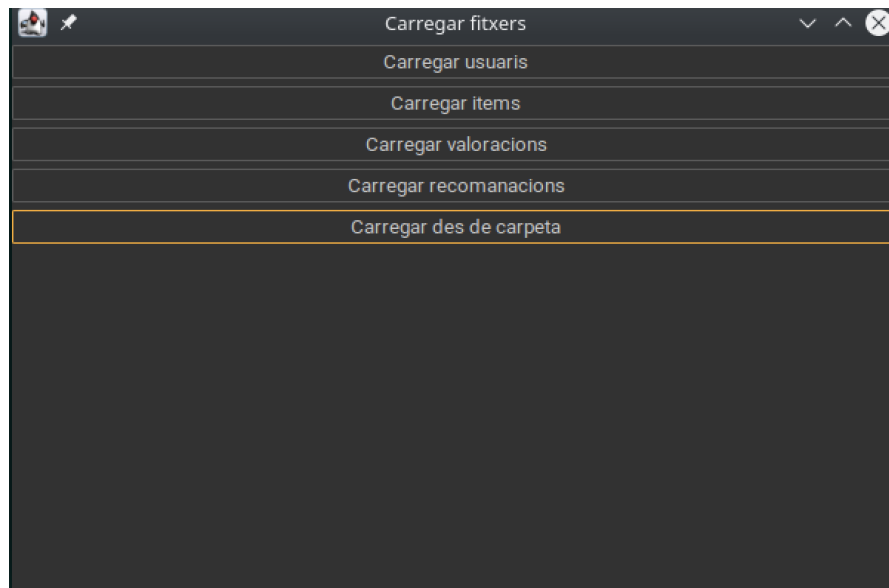 Carregar fitxers
Carregar usuaris
Carregar items
Carregar valoracions
Carregar recomanacions
Carregar des de carpeta